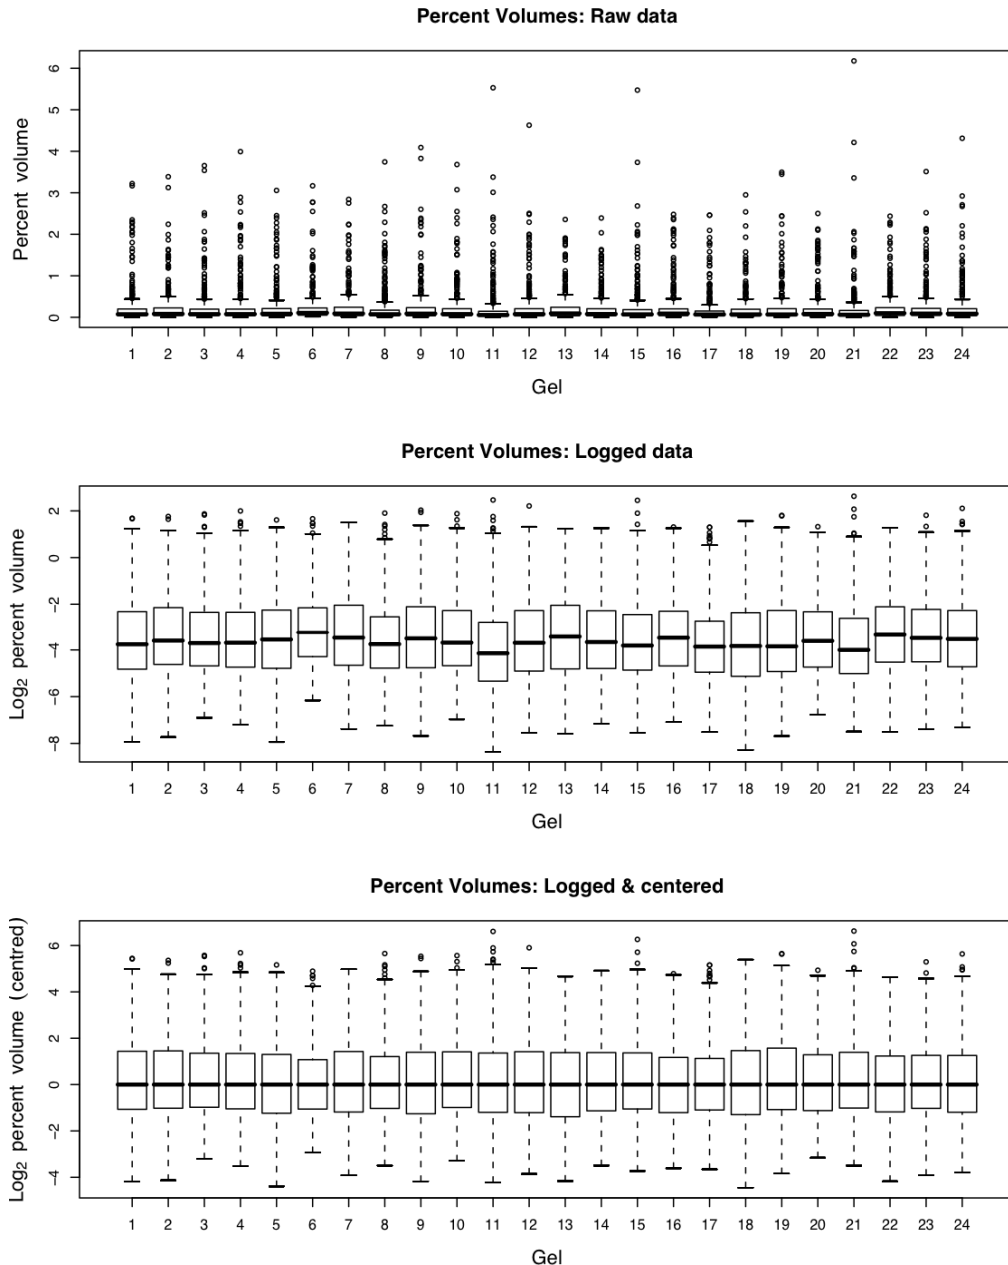 Percent Volumes: Raw data
Percent volume
6
5
4
3
2
1
0
1 2 3 4 5 6 7 8 9 10 11 12 13 14 15 16 17 18 19 20 21 22 23 24
Gel
Percent Volumes: Logged data
Log₂ percent volume
2
0
−2
−4
−6
−8
1 2 3 4 5 6 7 8 9 10 11 12 13 14 15 16 17 18 19 20 21 22 23 24
Gel
Percent Volumes: Logged & centered
Log₂ percent volume (centred)
6
4
2
0
−2
−4
1 2 3 4 5 6 7 8 9 10 11 12 13 14 15 16 17 18 19 20 21 22 23 24
Gel